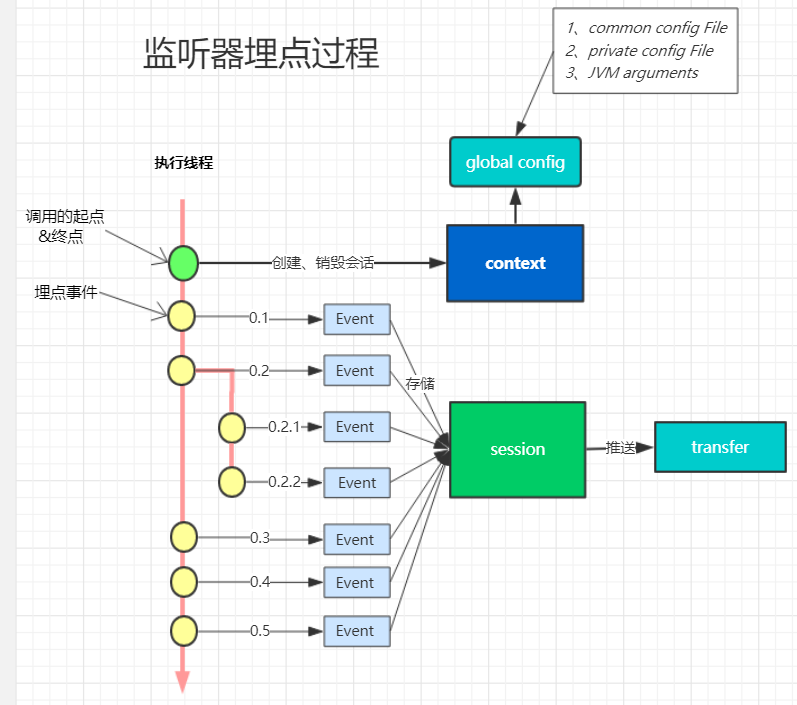 监听器埋点过程
1、common config File
2、private config File
3、JVM arguments
global config
执行线程
调用的起点
&终点
创建、销毁会话
context
埋点事件
0.1
Event
0.2
Event
存储
0.2.1
Event
session
推送
transfer
0.2.2
Event
0.3
Event
0.4
Event
0.5
Event